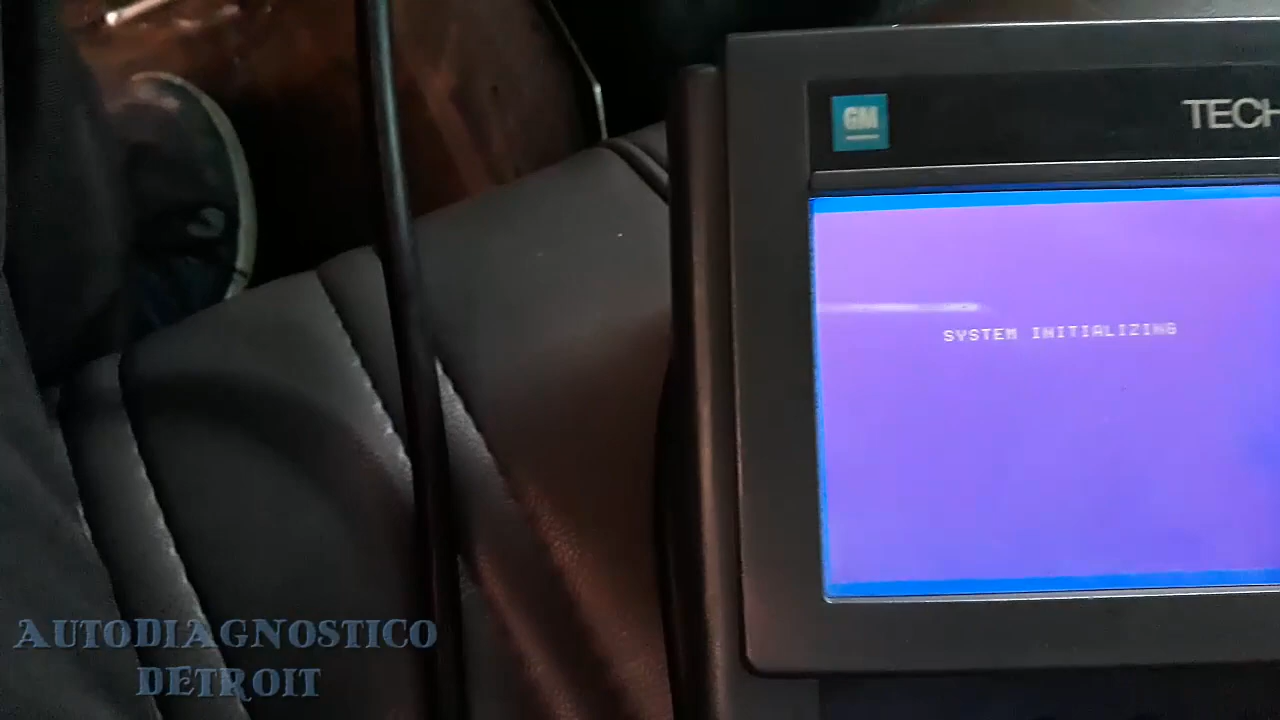 GM
TECH
SYSTEM INITIALIZING
AUTODIAGNOSTICO
DETROIT